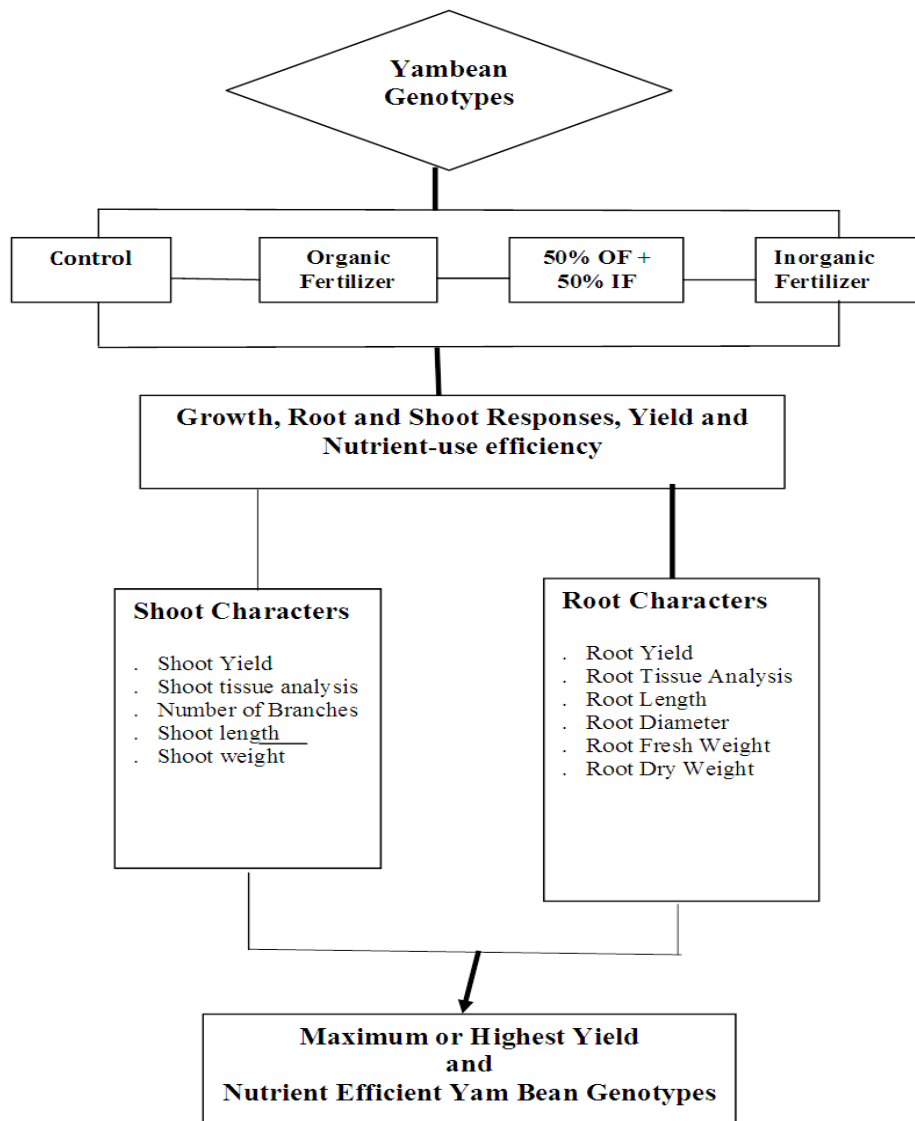 Yambean
Genotypes
Control
Organic
Fertilizer
50% OF +
50% IF
Inorganic
Fertilizer
Growth, Root and Shoot Responses, Yield and
Nutrient-use efficiency
Shoot Characters
. Shoot Yield
. Shoot tissue analysis
. Number of Branches
. Shoot length
. Shoot weight
Root Characters
. Root Yield
. Root Tissue Analysis
. Root Length
. Root Diameter
. Root Fresh Weight
. Root Dry Weight
Maximum or Highest Yield
and
Nutrient Efficient Yam Bean Genotypes